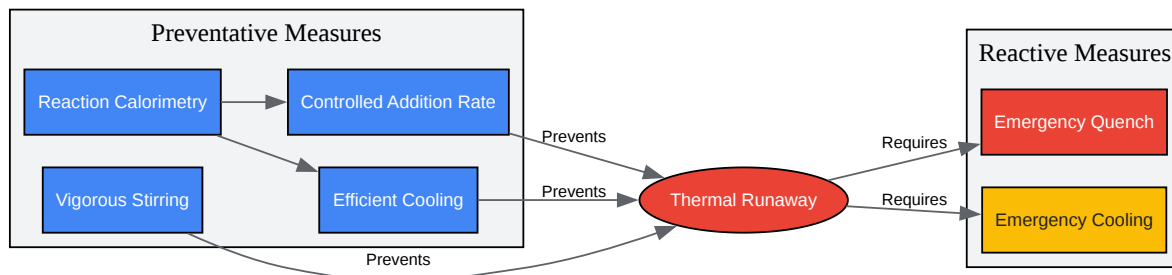 Preventative Measures
Reaction Calorimetry
Controlled Addition Rate
Vigorous Stirring
Efficient Cooling
Prevents
Prevents
Prevents
Thermal Runaway
Requires
Requires
Reactive Measures
Emergency Quench
Emergency Cooling